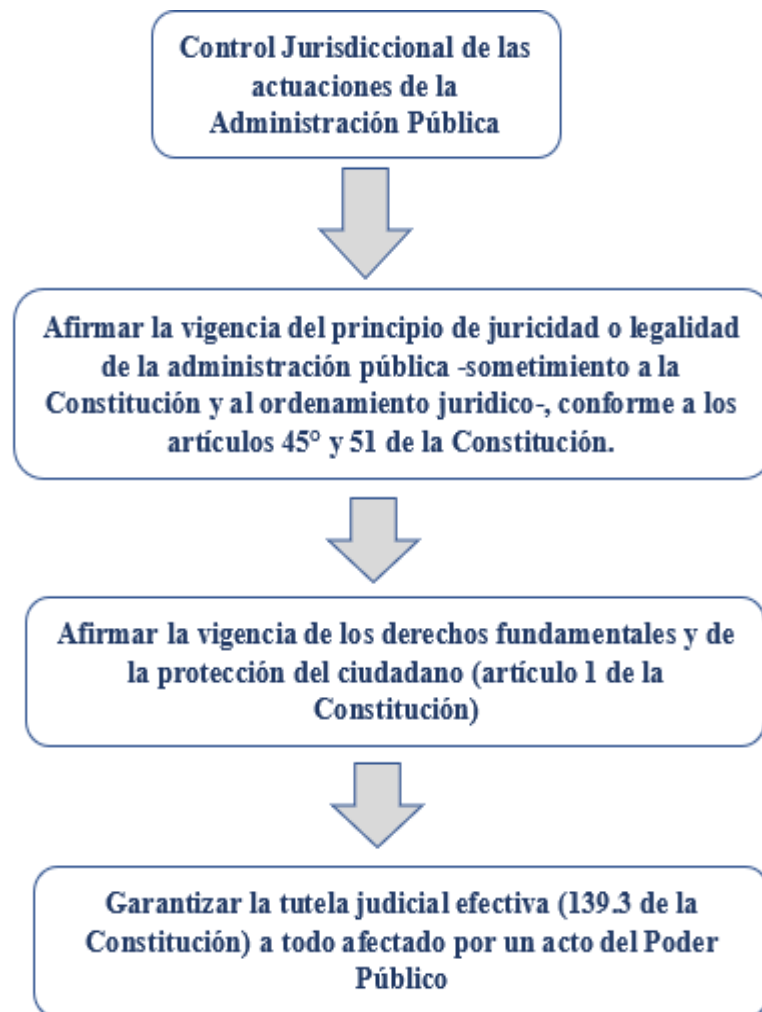 Control Jurisdiccional de las
actuaciones de la
Administración Pública
Afirmar la vigencia del principio de juricidad o legalidad
de la administración pública -sometimiento a la
Constitución y al ordenamiento juridico-, conforme a los
artículos 45° y 51 de la Constitución.
Afirmar la vigencia de los derechos fundamentales y de
la protección del ciudadano (artículo 1 de la
Constitución)
Garantizar la tutela judicial efectiva (139.3 de la
Constitución) a todo afectado por un acto del Poder
Público